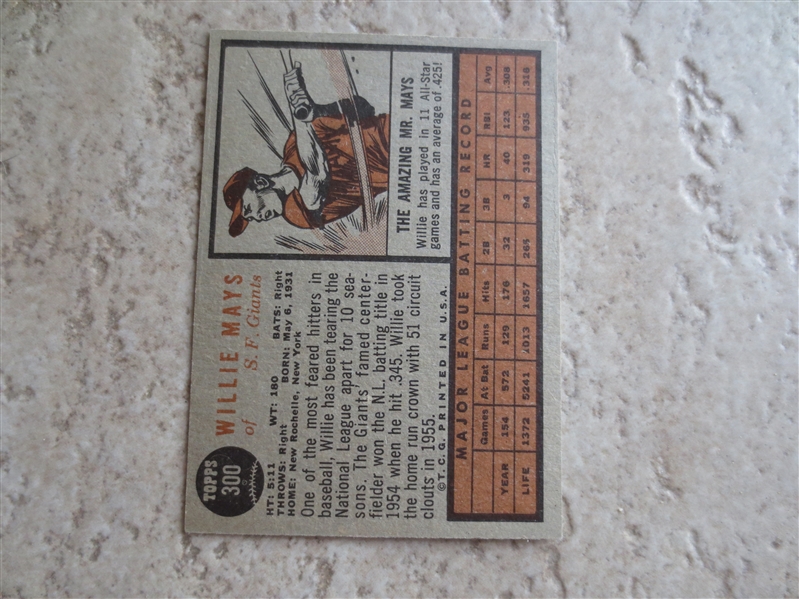 TOPPS
300
WILLIE MAYS
of S. F. Giants
HT: 5:11 WT: 180 BATS: Right
THROWS: Right BORN: May 6, 1931
HOME: New Rochelle, New York
One of the most feared hitters in
baseball, Willie has been tearing the
National League apart for 10 sea-
sons. The Giants' famed center-
fielder won the N.L. batting title in
1954 when he hit .345. Willie took
the home run crown with 51 circuit
clouts in 1955.
©T.C.G. PRINTED IN U.S.A.
THE AMAZING MR. MAYS
Willie has played in 11 All-Star
games and has an average of .425!
MAJOR LEAGUE BATTING RECORD
Games At Bat Runs Hits 2B 3B HR RBI Avg
YEAR 154 572 129 176 32 3 40 123 .308
LIFE 1372 5241 1013 1657 265 94 319 935 .316